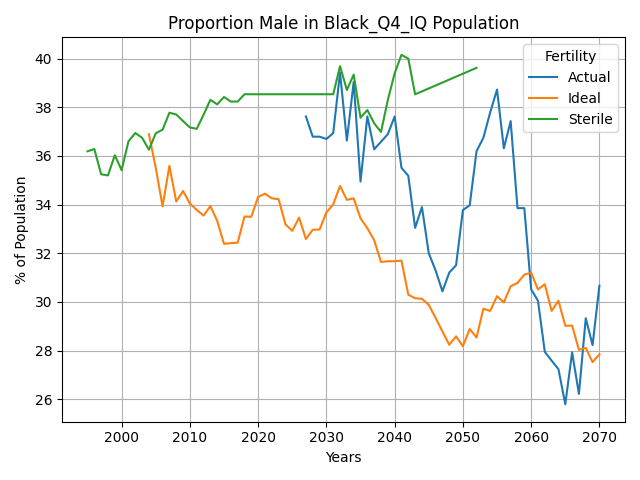 Proportion Male in Black_Q4_IQ Population
Fertility
Actual
Ideal
Sterile
% of Population
40
38
36
34
32
30
28
26
2000 2010 2020 2030 2040 2050 2060 2070
Years